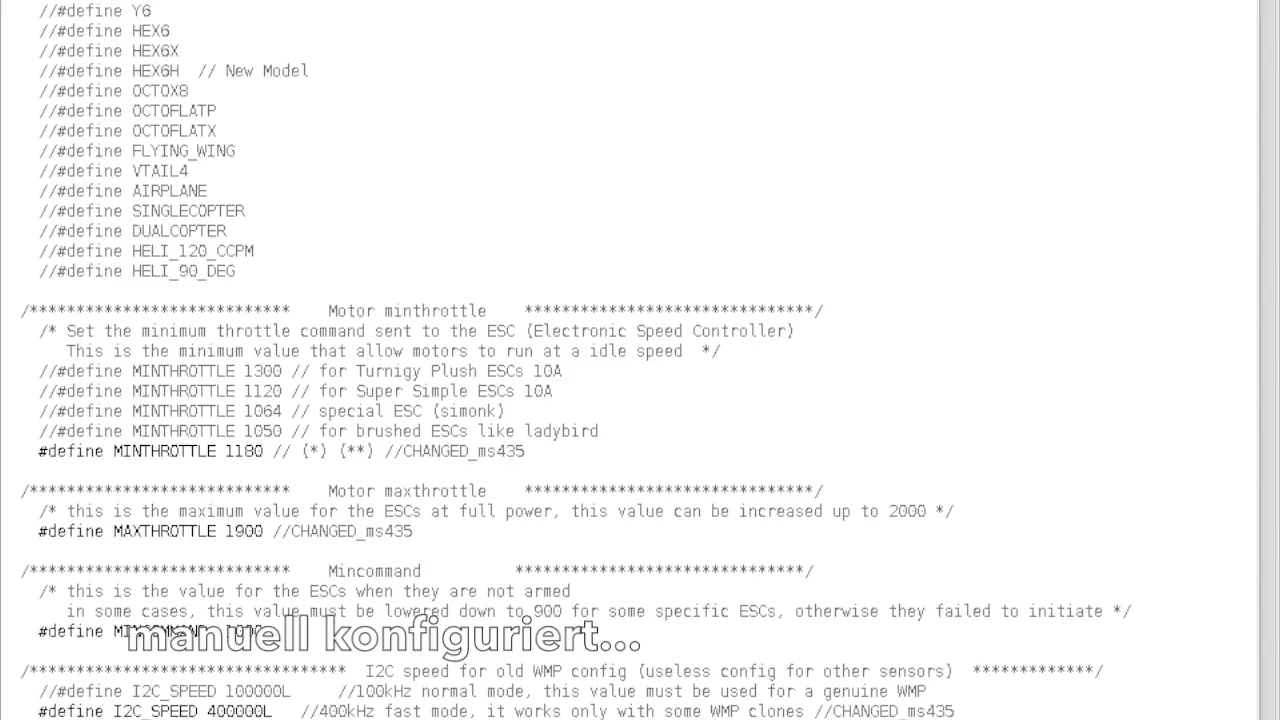 //#define Y6
//#define HEX6
//#define HEX6X
//#define HEX6H  // New Model
//#define OCTOX8
//#define OCTOFLATP
//#define OCTOFLATX
//#define FLYING_WING
//#define VTAIL4
//#define AIRPLANE
//#define SINGLECOPTER
//#define DUALCOPTER
//#define HELI_120_CCPM
//#define HELI_90_DEG
/****************************    Motor minthrottle    *******************************/
/* Set the minimum throttle command sent to the ESC (Electronic Speed Controller)
This is the minimum value that allow motors to run at a idle speed  */
//#define MINTHROTTLE 1300 // for Turnigy Plush ESCs 10A
//#define MINTHROTTLE 1120 // for Super Simple ESCs 10A
//#define MINTHROTTLE 1064 // special ESC (simonk)
//#define MINTHROTTLE 1050 // for brushed ESCs like ladybird
#define MINTHROTTLE 1180 // (*) (**) //CHANGED_ms435
/****************************    Motor maxthrottle    *******************************/
/* this is the maximum value for the ESCs at full power, this value can be increased up to 2000 */
#define MAXTHROTTLE 1900 //CHANGED_ms435
/****************************    Mincommand          *******************************/
/* this is the value for the ESCs when they are not armed
in some cases, this value must be lowered down to 900 for some specific ESCs, otherwise they failed to initiate */
#define
manuell konfiguriert...
/**********************************  I2C speed for old WMP config (useless config for other sensors)  *************/
//#define I2C_SPEED 100000L     //100kHz normal mode, this value must be used for a genuine WMP
#define I2C_SPEED 400000L   //400kHz fast mode, it works only with some WMP clones //CHANGED_ms435